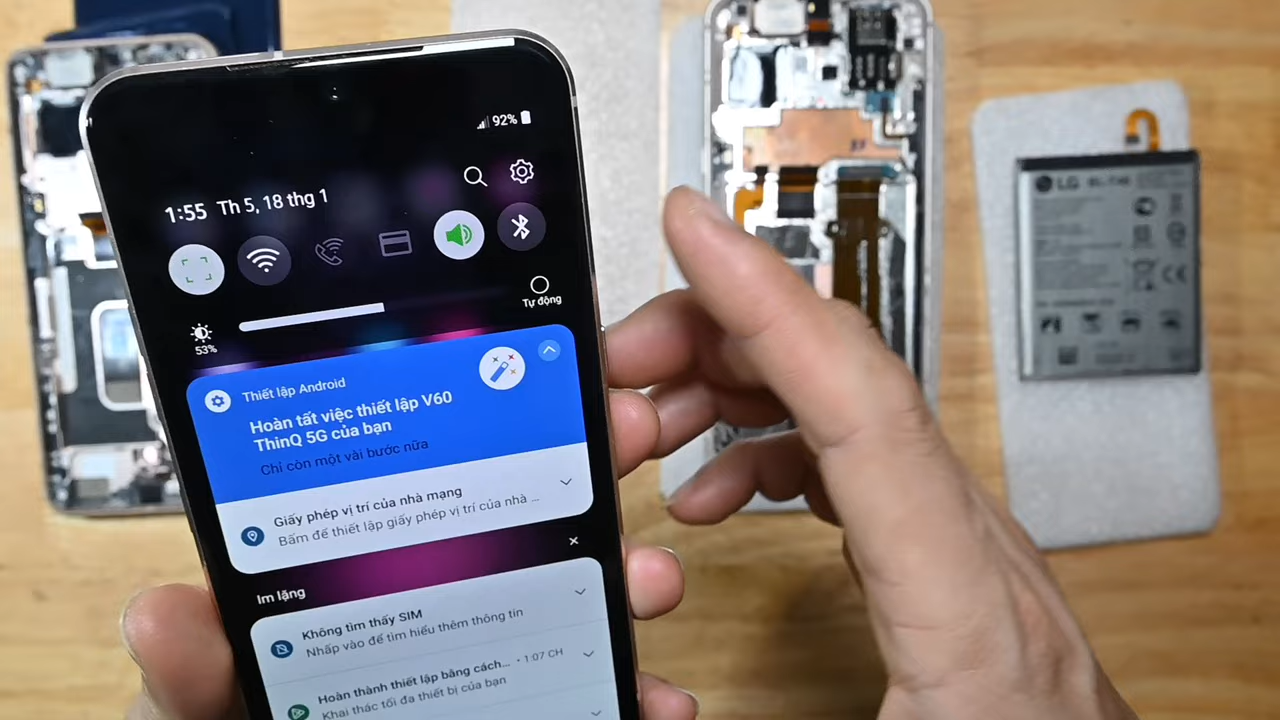 92%
1:55 Th 5, 18 thg 1
Tự động
53%
Thiết lập Android
Hoàn tất việc thiết lập V60
ThinQ 5G của bạn
Chỉ còn một vài bước nữa
Giấy phép vị trí của nhà mạng
Bấm để thiết lập giấy phép vị trí của nhà ...
Im lặng
Không tìm thấy SIM
Nhấp vào để tìm hiểu thêm thông tin
Hoàn thành thiết lập bằng cách... • 1:07 CH
Khai thác tối đa thiết bị của bạn
LG